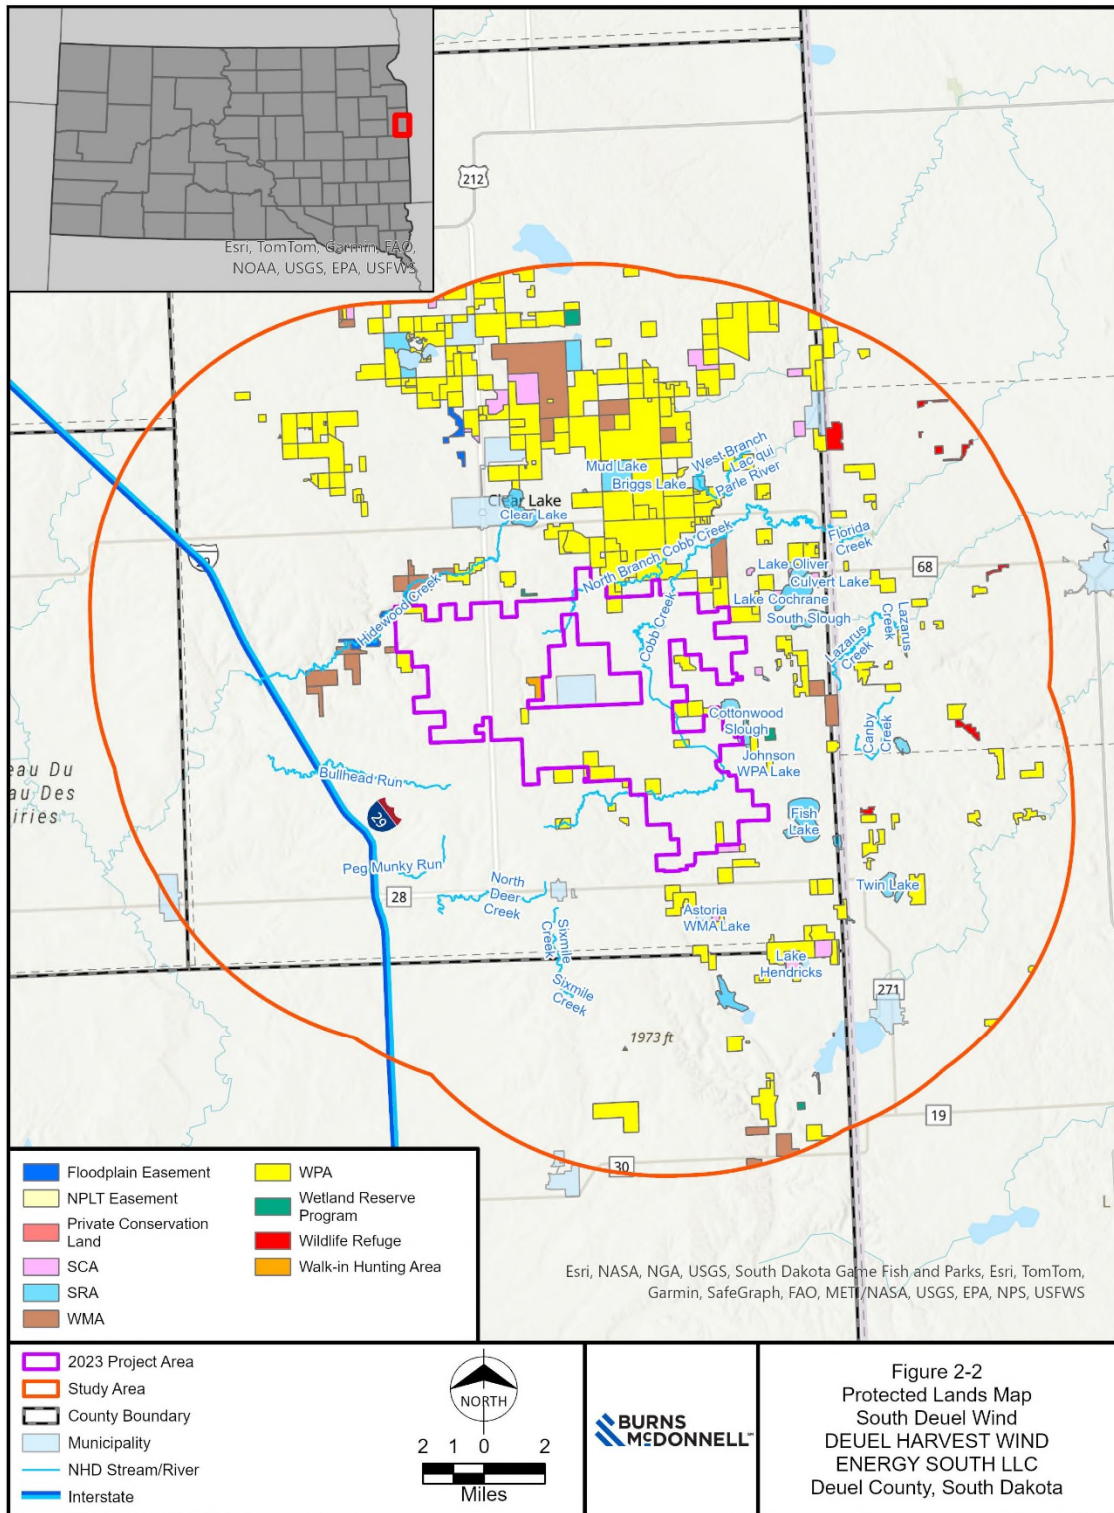 Esri, TomTom, Garmin, FAO,
NOAA, USGS, EPA, USFWS
212
Mud Lake
Briggs Lake
West Branch
Lac qui
Parle River
Clear Lake
Clear Lake
North Branch Cobb Creek
Florida
Creek
29
68
Lake Oliver
Culvert Lake
Lake Cochrane
South Slough
Hidewood Creek
Cobb Creek
Lazarus
Creek
Lazarus
Creek
Cottonwood
Slough
Canby
Creek
Johnson
WPA Lake
eau Du
au Des
iries
Bullhead Run
29
Fish
Lake
Peg Munky Run
28
North
Deer
Creek
Twin Lake
Astoria
WMA Lake
Sixmile
Creek
Lake
Hendricks
Sixmile
Creek
271
1973 ft
19
30
L
Floodplain Easement
NPLT Easement
Private Conservation
Land
SCA
SRA
WMA
WPA
Wetland Reserve
Program
Wildlife Refuge
Walk-in Hunting Area
Esri, NASA, NGA, USGS, South Dakota Game Fish and Parks, Esri, TomTom,
Garmin, SafeGraph, FAO, METI/NASA, USGS, EPA, NPS, USFWS
2023 Project Area
Study Area
County Boundary
Municipality
NHD Stream/River
Interstate
NORTH
2 1 0 2
Miles
BURNS
McDONNELL
Figure 2-2
Protected Lands Map
South Deuel Wind
DEUEL HARVEST WIND
ENERGY SOUTH LLC
Deuel County, South Dakota